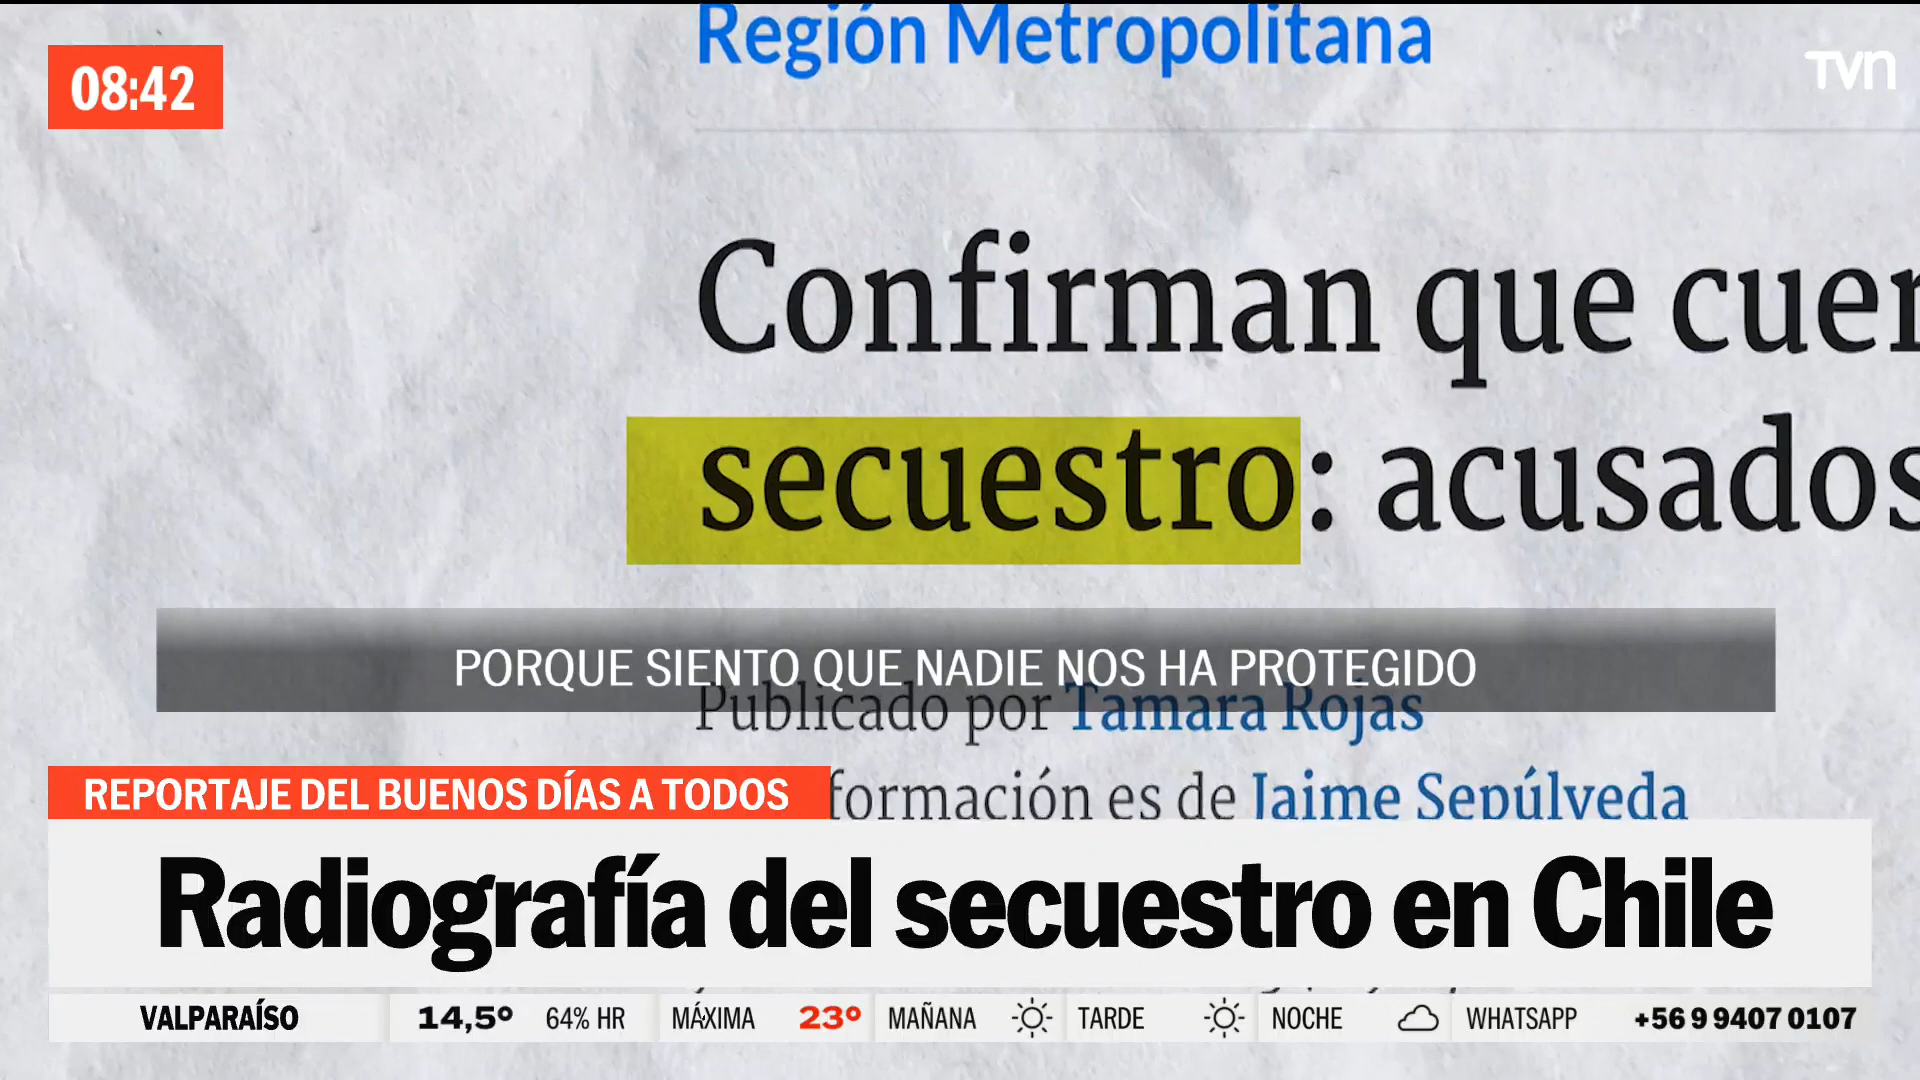 Región Metropolitana
08:42
TVN
Confirman que
secuestro: acusados
PORQUE SIENTO QUE NADIE NOS HA PROTEGIDO
Publicado por Tamara Rojas
REPORTAJE DEL BUENOS DÍAS A TODOS
formación es de Jaime Sepúlveda
Radiografía del secuestro en Chile
VALPARAÍSO 14,5° 64% HR MÁXIMA 23° MAÑANA TARDE NOCHE WHATSAPP +56 9 9407 0107